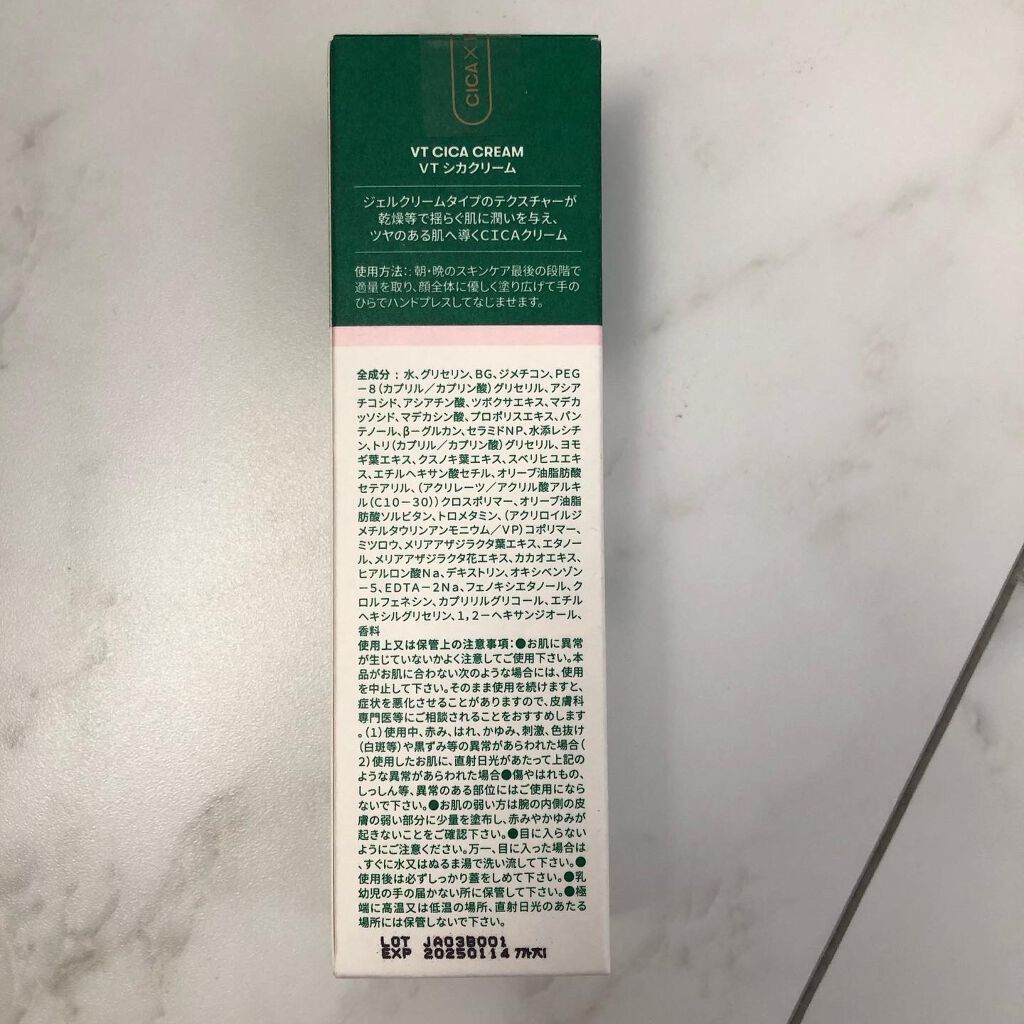 CICA×
VT CICA CREAM
VT シカクリーム
ジェルクリームタイプのテクスチャーが
乾燥等で揺らぐ肌に潤いを与え、
ツヤのある肌へ導くCICAクリーム
使用方法:：朝・晩のスキンケア最後の段階で
適量を取り、顔全体に優しく塗り広げて手の
ひらでハンドプレスしてなじませます。
全成分：水、グリセリン、BG、ジメチコン、PEG
－8(カプリル／カプリン酸)グリセリル、アシア
チコシド、アシアチン酸、ツボクサエキス、マデカ
ッソシド、マデカシン酸、プロポリスエキス、パン
テノール、β－グルカン、セラミドNP、水添レシチ
ン、トリ(カプリル／カプリン酸)グリセリル、ヨモ
ギ葉エキス、クスノキ葉エキス、スベリヒユエキ
ス、エチルヘキサン酸セチル、オリーブ油脂肪酸
セテアリル、(アクリレーツ／アクリル酸アルキ
ル(C10－30))クロスポリマー、オリーブ油脂
肪酸ソルビタン、トロメタミン、(アクリロイルジ
メチルタウリンアンモニウム／VP)コポリマー、
ミツロウ、メリアアザジラクタ葉エキス、エタノー
ル、メリアアザジラクタ花エキス、カカオエキス、
ヒアルロン酸Na、デキストリン、オキシベンゾン
－5、EDTA－2Na、フェノキシエタノール、ク
ロルフェネシン、カプリリルグリコール、エチル
ヘキシルグリセリン、1,2－ヘキサンジオール、
香料
使用上又は保管上の注意事項：●お肌に異常
が生じていないかよく注意してご使用下さい。本
品がお肌に合わない次のような場合には、使用
を中止して下さい。そのまま使用を続けますと、
症状を悪化させることがありますので、皮膚科
専門医等にご相談されることをおすすめします
。(1)使用中、赤み、はれ、かゆみ、刺激、色抜け
(白斑等)や黒ずみ等の異常があらわれた場合(
2)使用したお肌に、直射日光があたって上記の
ような異常があらわれた場合●傷やはれもの、
しっしん等、異常のある部位にはご使用になら
ないで下さい。●お肌の弱い方は腕の内側の皮
膚の弱い部分に少量を塗布し、赤みやかゆみが
起きないことをご確認下さい。●目に入らない
ようにご注意ください。万一、目に入った場合は
、すぐに水又はぬるま湯で洗い流して下さい。●
使用後は必ずしっかり蓋をしめて下さい。●乳
幼児の手の届かない所に保管して下さい。●極
端に高温又は低温の場所、直射日光のあたる
場所には保管しないで下さい。
LOT JA03B001
EXP 20250114 까지